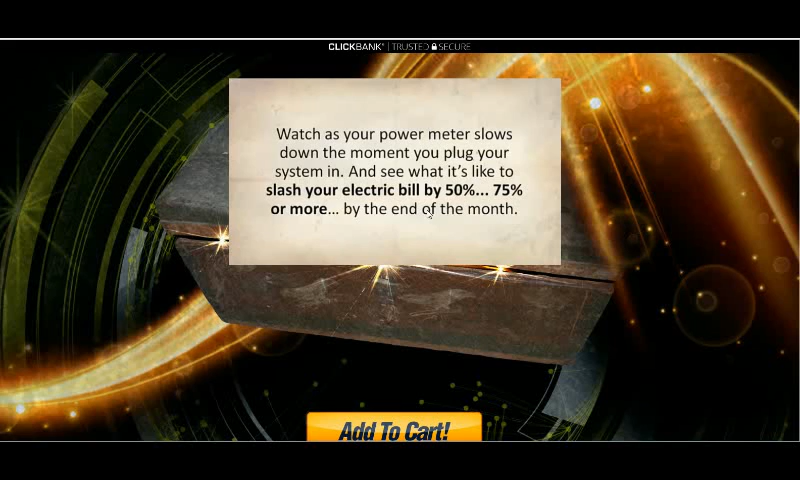 CLICKBANK® | TRUSTED SECURE
Watch as your power meter slows
down the moment you plug your
system in. And see what it's like to
slash your electric bill by 50%... 75%
or more... by the end of the month.
Add To Cart!